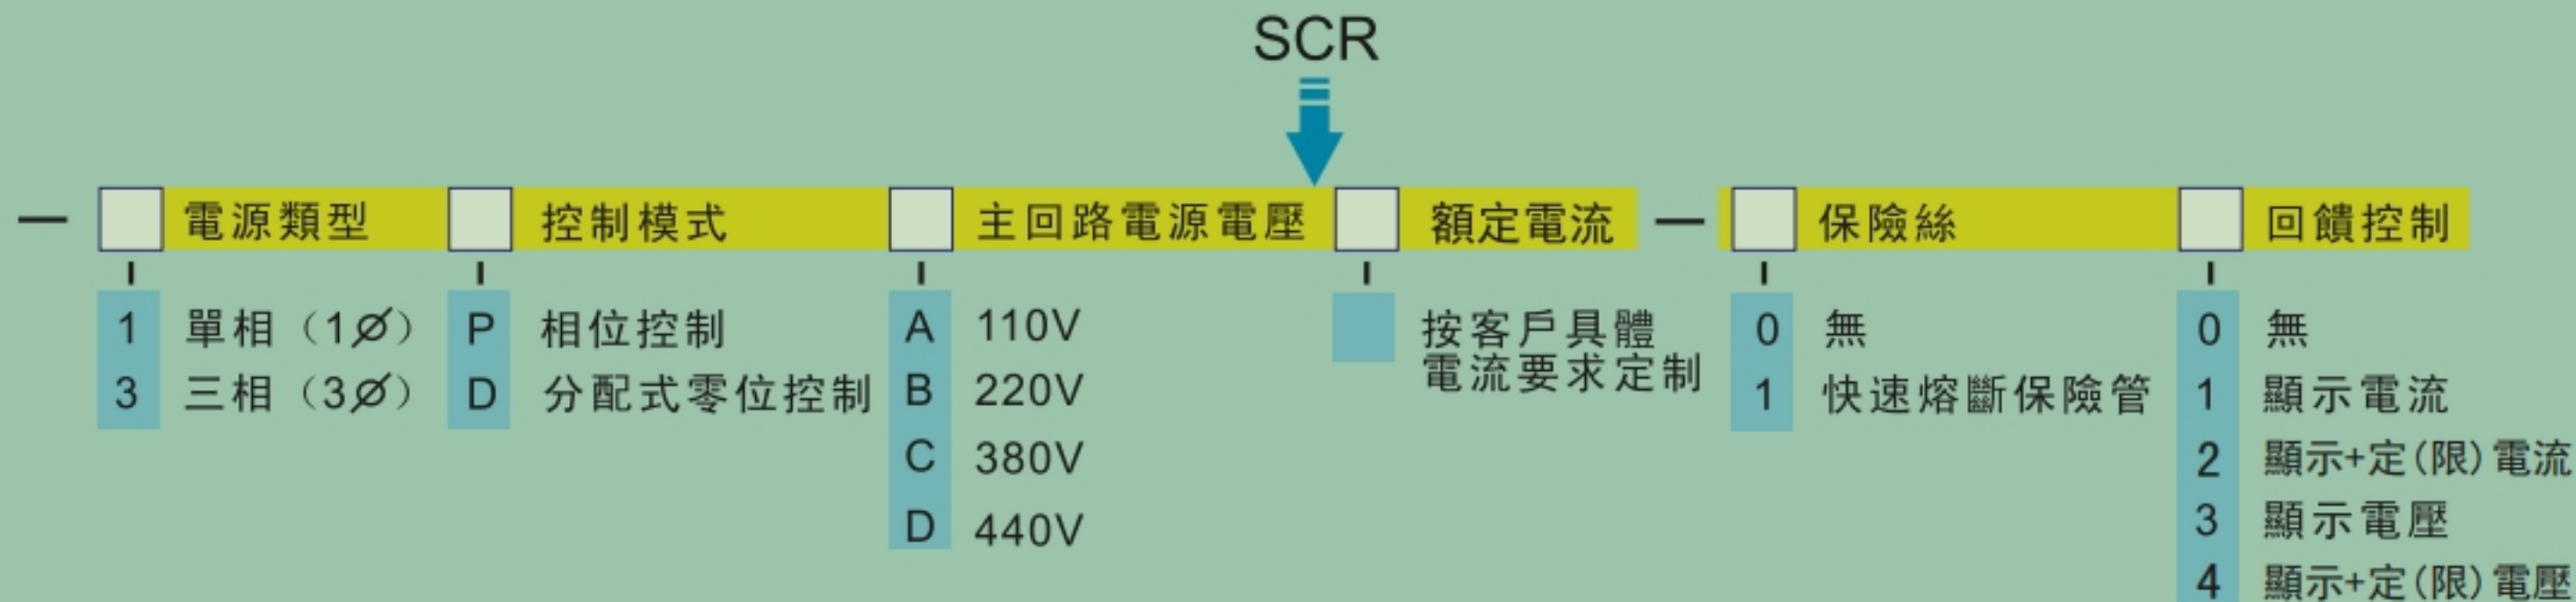 SCR
— 電源類型 控制模式 主回路電源電壓 額定電流 — 保險絲 回饋控制
1 單相（1Ø） P 相位控制 A 110V 按客戶具體 0 無 0 無
電流要求定制
3 三相（3Ø） D 分配式零位控制 B 220V 1 快速熔斷保險管 1 顯示電流
C 380V 2 顯示+定(限)電流
D 440V 3 顯示電壓
4 顯示+定(限)電壓